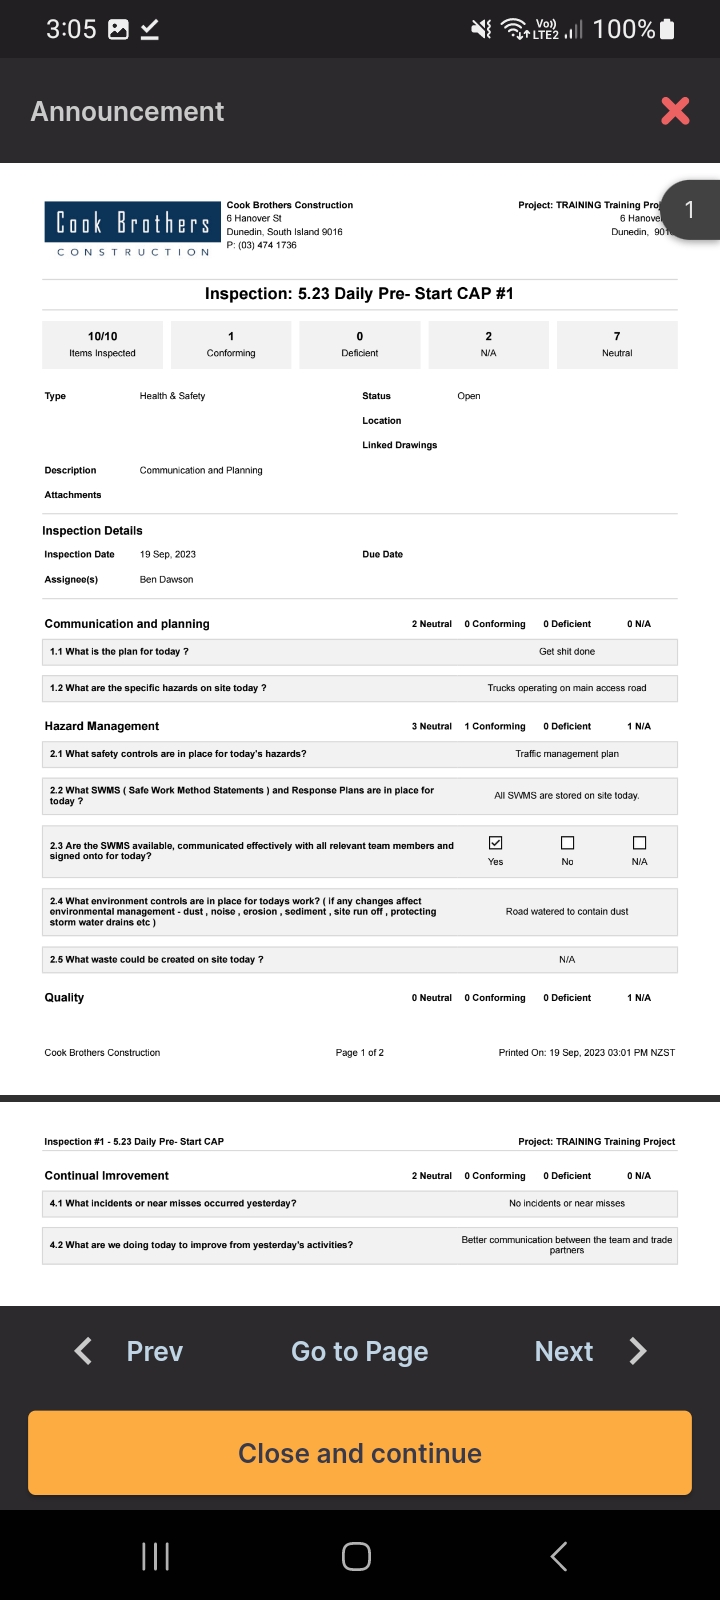 3:05
Vo))
LTE2
100%
Announcement
1
Cook Brothers
CONSTRUCTION
Cook Brothers Construction
6 Hanover St
Dunedin, South Island 9016
P: (03) 474 1736
Project: TRAINING Training
6
Dunedin,
Inspection: 5.23 Daily Pre- Start CAP #1
10/10 1 0 2 7
Items Inspected Conforming Deficient N/A Neutral
Type Health & Safety Status Open
Location
Linked Drawings
Description Communication and Planning
Attachments
Inspection Details
Inspection Date 19 Sep, 2023 Due Date
Assignee(s) Ben Dawson
Communication and planning 2 Neutral 0 Conforming 0 Deficient 0 N/A
1.1 What is the plan for today ? Get shit done
1.2 What are the specific hazards on site today ? Trucks operating on main access road
Hazard Management 3 Neutral 1 Conforming 0 Deficient 1 N/A
2.1 What safety controls are in place for today's hazards? Traffic management plan
2.2 What SWMS ( Safe Work Method Statements ) and Response Plans are in place for
today ?
All SWMS are stored on site today.
2.3 Are the SWMS available, communicated effectively with all relevant team members and
signed onto for today?
Yes No N/A
2.4 What environment controls are in place for todays work? ( if any changes affect
environmental management - dust , noise , erosion , sediment , site run off , protecting
storm water drains etc )
Road watered to contain dust
2.5 What waste could be created on site today ? N/A
Quality 0 Neutral 0 Conforming 0 Deficient 1 N/A
Cook Brothers Construction Page 1 of 2 Printed On: 19 Sep, 2023 03:01 PM NZST
Inspection #1 - 5.23 Daily Pre- Start CAP Project: TRAINING Training Project
Continual Imrovement 2 Neutral 0 Conforming 0 Deficient 0 N/A
4.1 What incidents or near misses occurred yesterday? No incidents or near misses
4.2 What are we doing today to improve from yesterday's activities?
Better communication between the team and trade
partners
Prev Go to Page Next
Close and continue